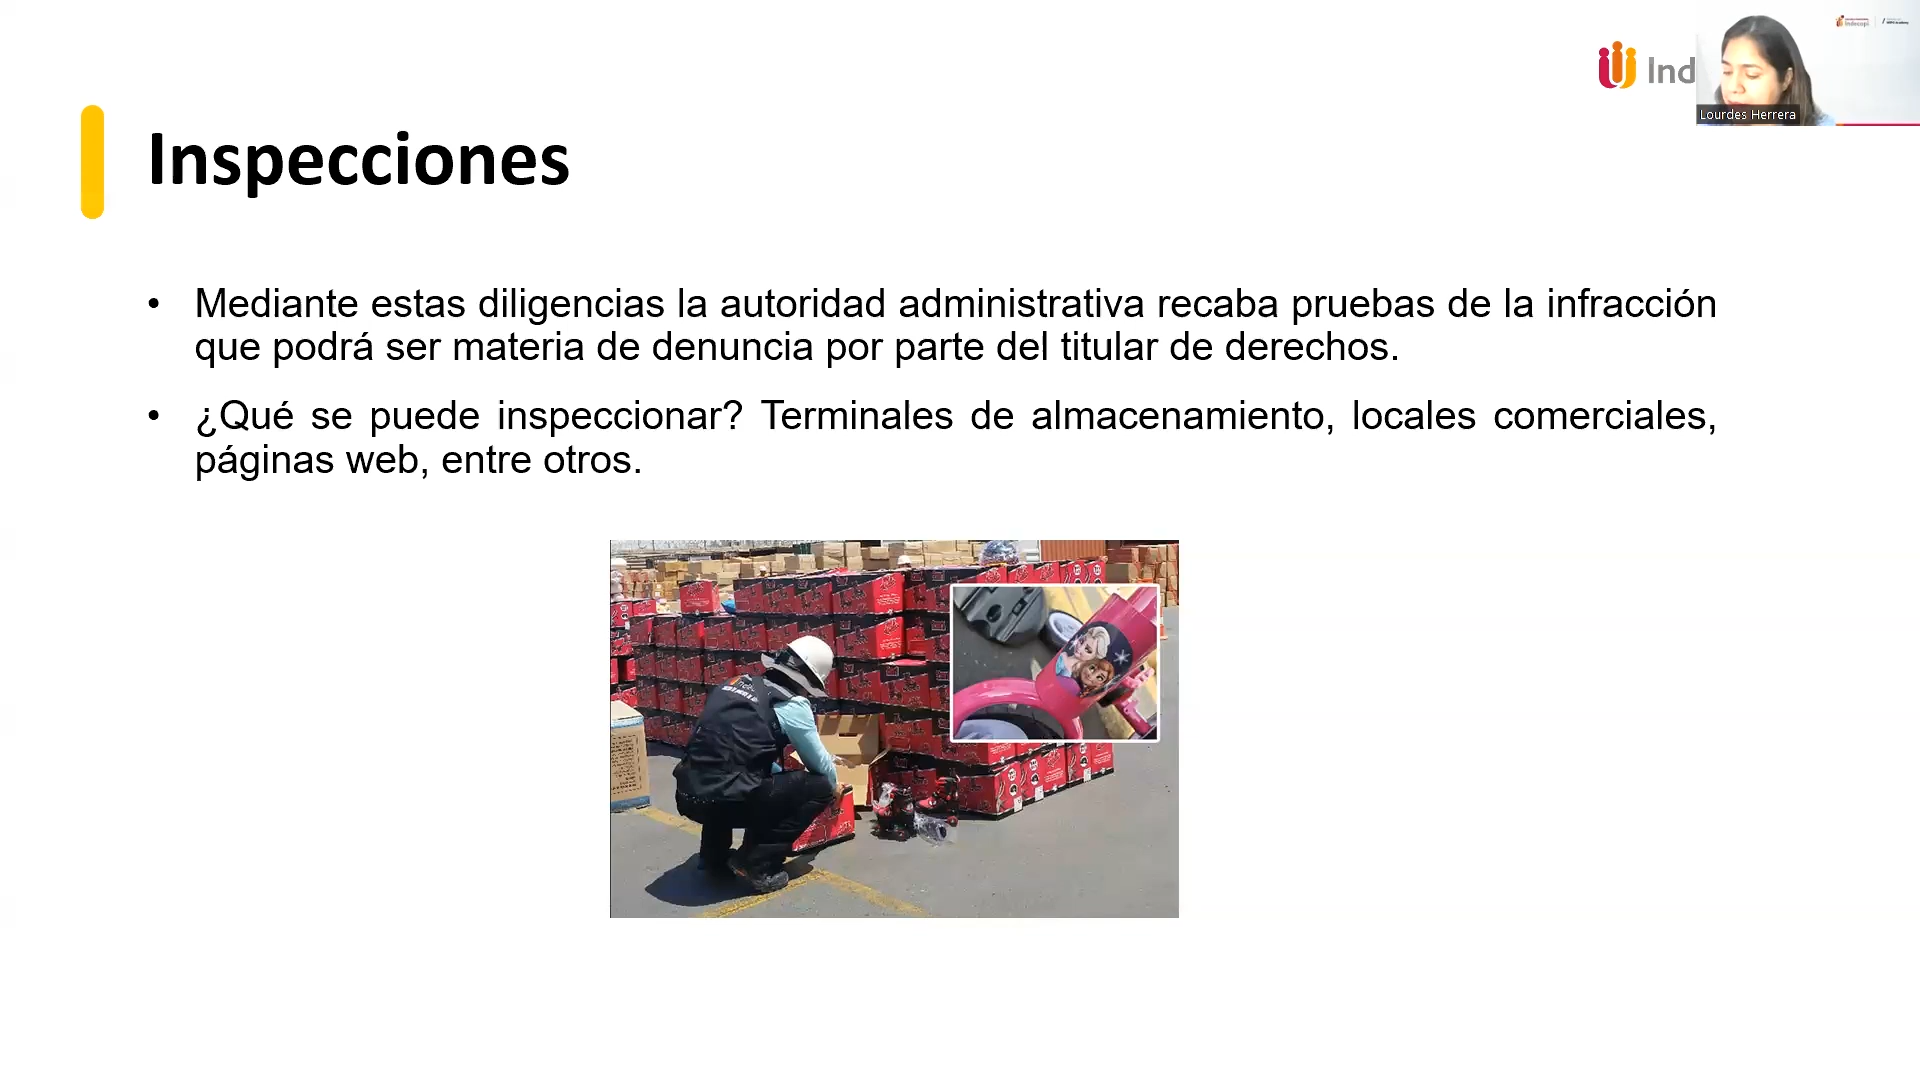 Ind
Lourdes Herrera
Inspecciones
• Mediante estas diligencias la autoridad administrativa recaba pruebas de la infracción
que podrá ser materia de denuncia por parte del titular de derechos.
• ¿Qué se puede inspeccionar? Terminales de almacenamiento, locales comerciales,
páginas web, entre otros.